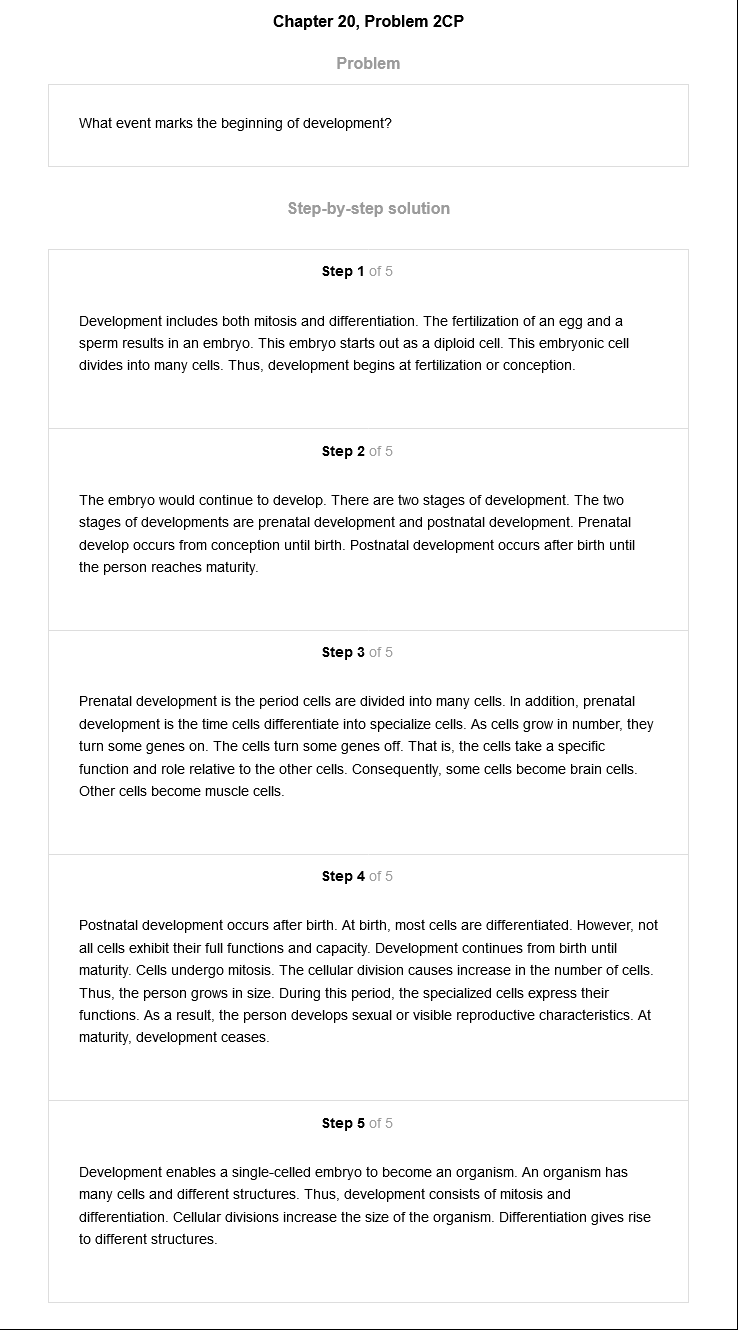 Chapter 20, Problem 2CP
Problem
What event marks the beginning of development?
Step-by-step solution
Step 1 of 5
Development includes both mitosis and differentiation. The fertilization of an egg and a
sperm results in an embryo. This embryo starts out as a diploid cell. This embryonic cell
divides into many cells. Thus, development begins at fertilization or conception.
Step 2 of 5
The embryo would continue to develop. There are two stages of development. The two
stages of developments are prenatal development and postnatal development. Prenatal
develop occurs from conception until birth. Postnatal development occurs after birth until
the person reaches maturity.
Step 3 of 5
Prenatal development is the period cells are divided into many cells. In addition, prenatal
development is the time cells differentiate into specialize cells. As cells grow in number, they
turn some genes on. The cells turn some genes off. That is, the cells take a specific
function and role relative to the other cells. Consequently, some cells become brain cells.
Other cells become muscle cells.
Step 4 of 5
Postnatal development occurs after birth. At birth, most cells are differentiated. However, not
all cells exhibit their full functions and capacity. Development continues from birth until
maturity. Cells undergo mitosis. The cellular division causes increase in the number of cells.
Thus, the person grows in size. During this period, the specialized cells express their
functions. As a result, the person develops sexual or visible reproductive characteristics. At
maturity, development ceases.
Step 5 of 5
Development enables a single-celled embryo to become an organism. An organism has
many cells and different structures. Thus, development consists of mitosis and
differentiation. Cellular divisions increase the size of the organism. Differentiation gives rise
to different structures.